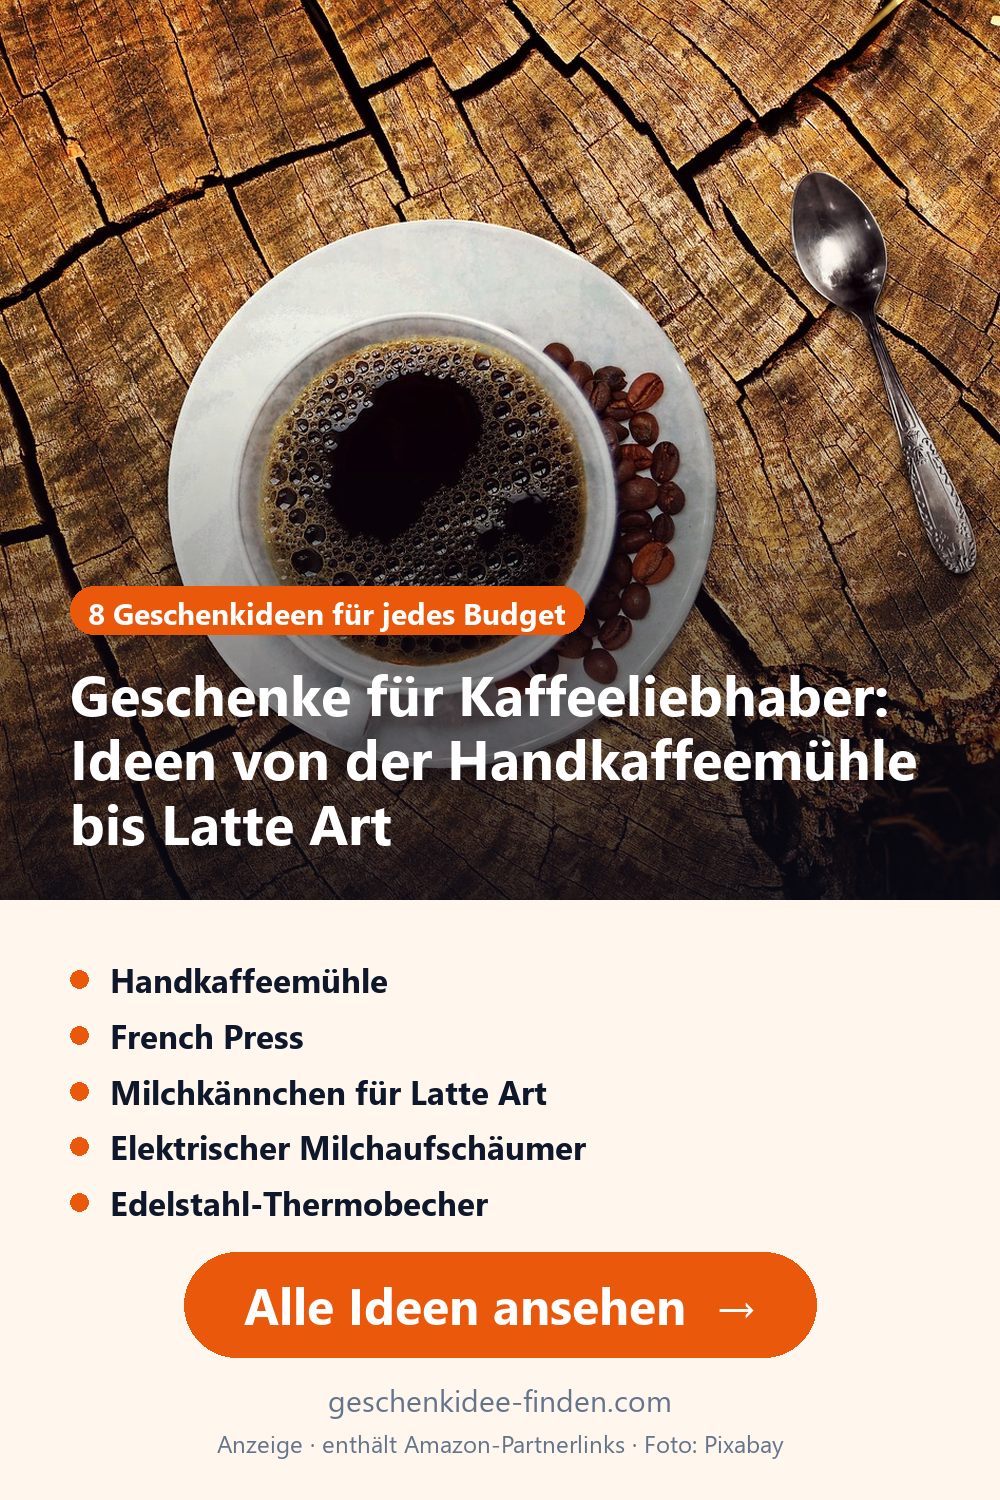 8 Geschenkideen für jedes Budget
Geschenke für Kaffeeliebhaber:
Ideen von der Handkaffeemühle
bis Latte Art
Handkaffeemühle
French Press
Milchkännchen für Latte Art
Elektrischer Milchaufschäumer
Edelstahl-Thermobecher
Alle Ideen ansehen →
geschenkidee-finden.com
Anzeige · enthält Amazon-Partnerlinks · Foto: Pixabay